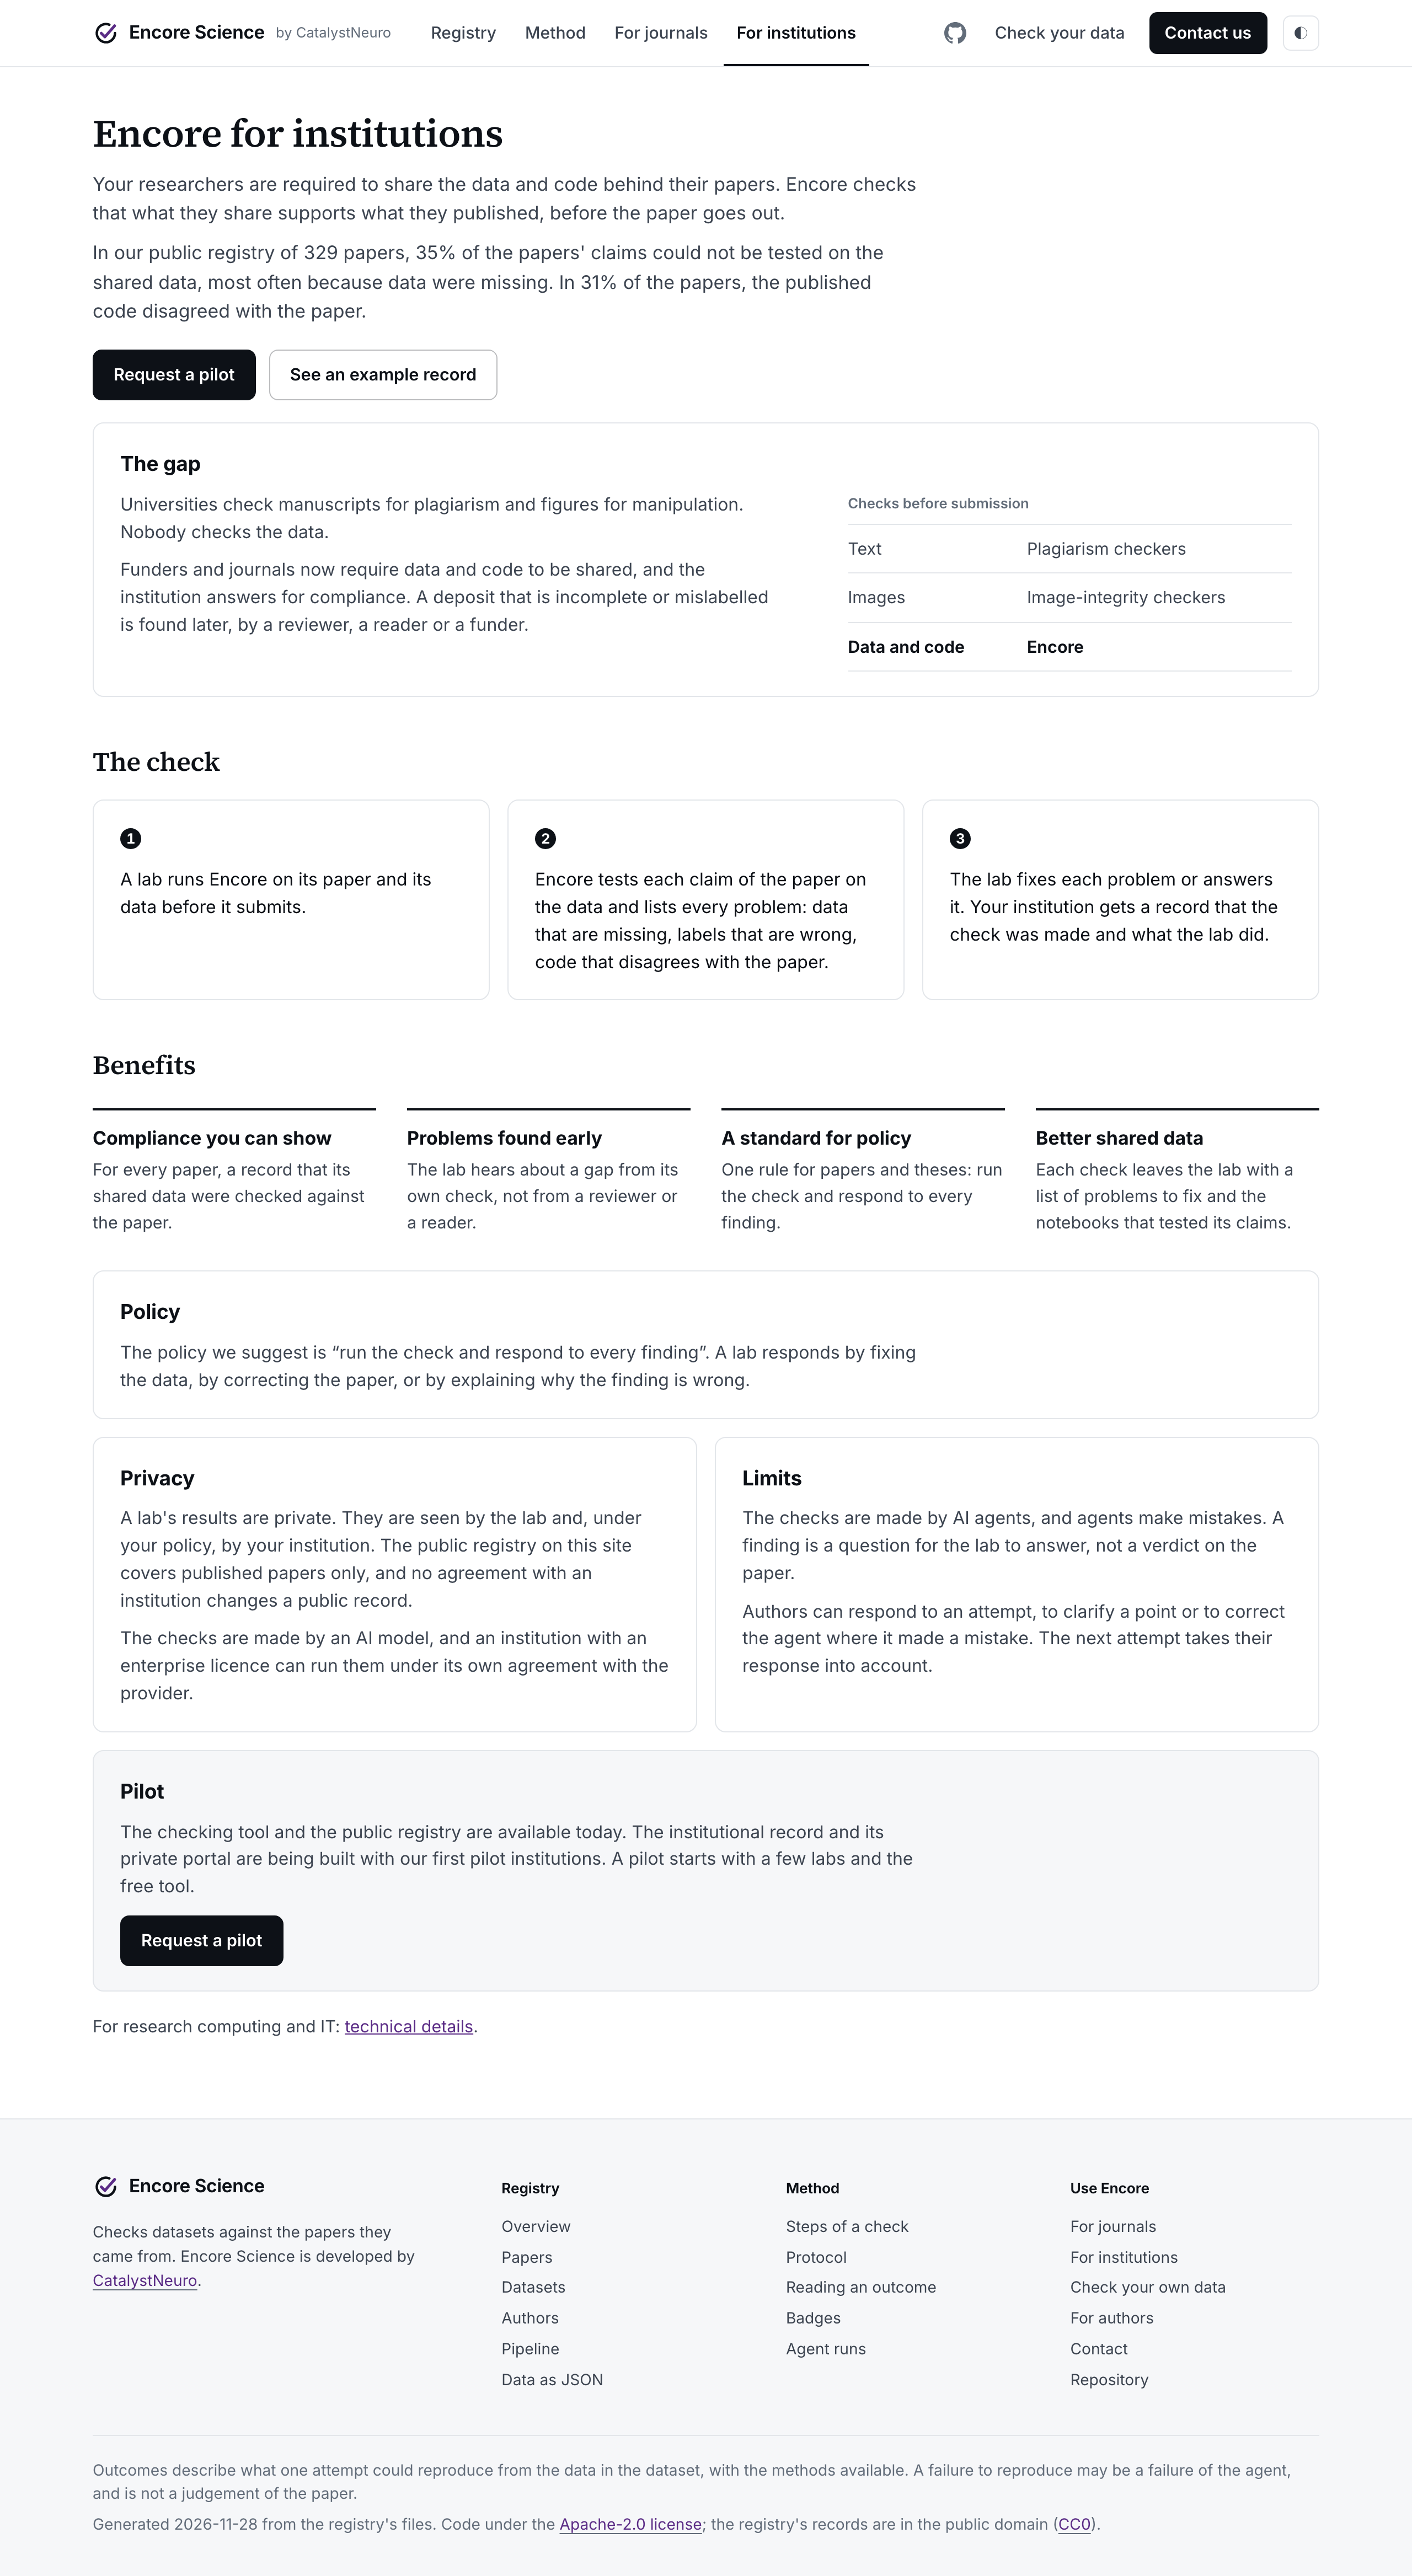 Encore Science by CatalystNeuro Registry Method For journals For institutions Check your data Contact us
Encore for institutions
Your researchers are required to share the data and code behind their papers. Encore checks
that what they share supports what they published, before the paper goes out.
In our public registry of 329 papers, 35% of the papers' claims could not be tested on the
shared data, most often because data were missing. In 31% of the papers, the published
code disagreed with the paper.
Request a pilot See an example record
The gap
Universities check manuscripts for plagiarism and figures for manipulation.
Nobody checks the data.
Funders and journals now require data and code to be shared, and the
institution answers for compliance. A deposit that is incomplete or mislabelled
is found later, by a reviewer, a reader or a funder.
Checks before submission
Text Plagiarism checkers
Images Image-integrity checkers
Data and code Encore
The check
1
A lab runs Encore on its paper and its
data before it submits.
2
Encore tests each claim of the paper on
the data and lists every problem: data
that are missing, labels that are wrong,
code that disagrees with the paper.
3
The lab fixes each problem or answers
it. Your institution gets a record that the
check was made and what the lab did.
Benefits
Compliance you can show
For every paper, a record that its
shared data were checked against
the paper.
Problems found early
The lab hears about a gap from its
own check, not from a reviewer or
a reader.
A standard for policy
One rule for papers and theses: run
the check and respond to every
finding.
Better shared data
Each check leaves the lab with a
list of problems to fix and the
notebooks that tested its claims.
Policy
The policy we suggest is “run the check and respond to every finding”. A lab responds by fixing
the data, by correcting the paper, or by explaining why the finding is wrong.
Privacy
A lab's results are private. They are seen by the lab and, under
your policy, by your institution. The public registry on this site
covers published papers only, and no agreement with an
institution changes a public record.
The checks are made by an AI model, and an institution with an
enterprise licence can run them under its own agreement with the
provider.
Limits
The checks are made by AI agents, and agents make mistakes. A
finding is a question for the lab to answer, not a verdict on the
paper.
Authors can respond to an attempt, to clarify a point or to correct
the agent where it made a mistake. The next attempt takes their
response into account.
Pilot
The checking tool and the public registry are available today. The institutional record and its
private portal are being built with our first pilot institutions. A pilot starts with a few labs and the
free tool.
Request a pilot
For research computing and IT: technical details.
Encore Science
Checks datasets against the papers they
came from. Encore Science is developed by
CatalystNeuro.
Registry
Overview
Papers
Datasets
Authors
Pipeline
Data as JSON
Method
Steps of a check
Protocol
Reading an outcome
Badges
Agent runs
Use Encore
For journals
For institutions
Check your own data
For authors
Contact
Repository
Outcomes describe what one attempt could reproduce from the data in the dataset, with the methods available. A failure to reproduce may be a failure of the agent,
and is not a judgement of the paper.
Generated 2026-11-28 from the registry's files. Code under the Apache-2.0 license; the registry's records are in the public domain (CC0).